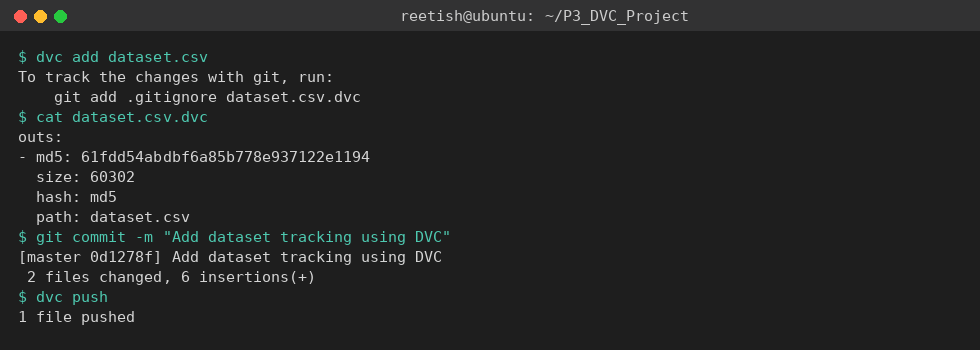 reetish@ubuntu: ~/P3_DVC_Project
$ dvc add dataset.csv
To track the changes with git, run:
    git add .gitignore dataset.csv.dvc
$ cat dataset.csv.dvc
outs:
- md5: 61fdd54abdbf6a85b778e937122e1194
  size: 60302
  hash: md5
  path: dataset.csv
$ git commit -m "Add dataset tracking using DVC"
[master 0d1278f] Add dataset tracking using DVC
 2 files changed, 6 insertions(+)
$ dvc push
1 file pushed